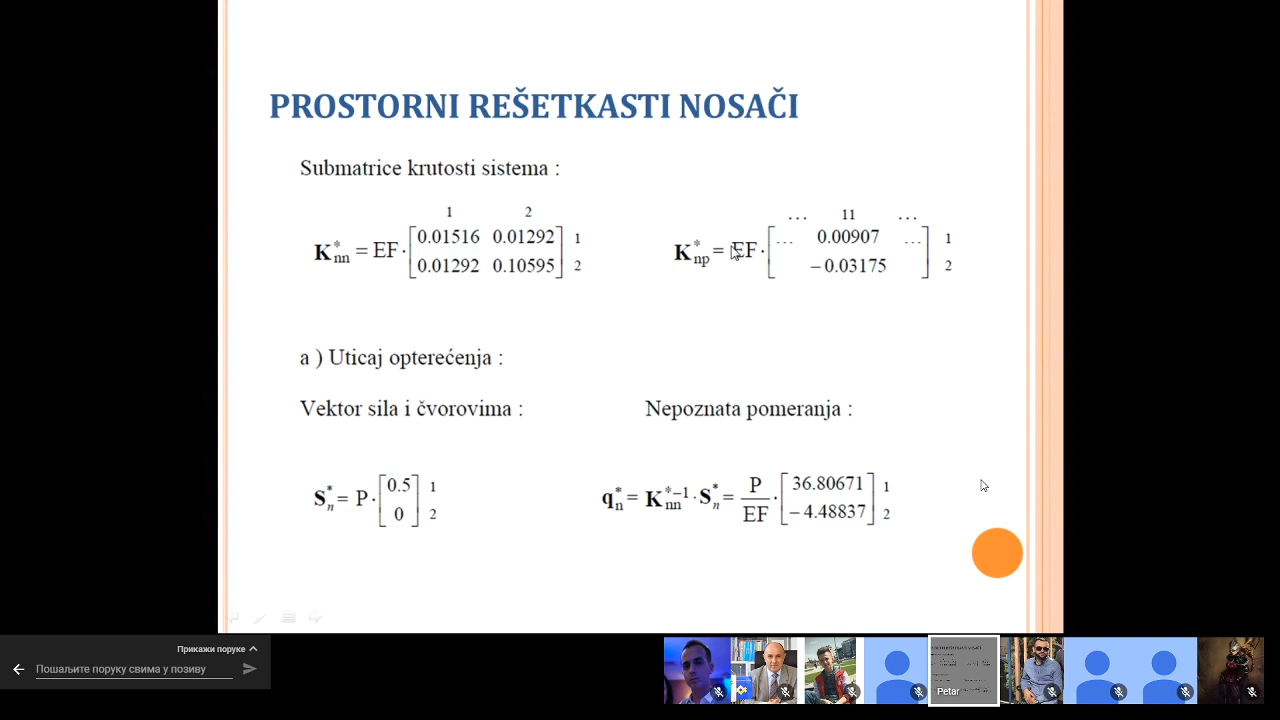 PROSTORNI REŠETKASTI NOSAČI
Submatrice krutosti sistema :
1 2
K*nn = EF · [0.01516 0.01292] 1
[0.01292 0.10595] 2
... 11 ...
K*np = EF · [... 0.00907 ...] 1
[−0.03175] 2
a ) Uticaj opterećenja :
Vektor sila i čvorovima :
Nepoznata pomeranja :
S*n = P · [0.5] 1
[0] 2
q*n = K*−1nn · S*n = P/EF · [36.80671] 1
[−4.48837] 2
Прикажи поруке
Пошаљите поруку свима у позиву
Petar